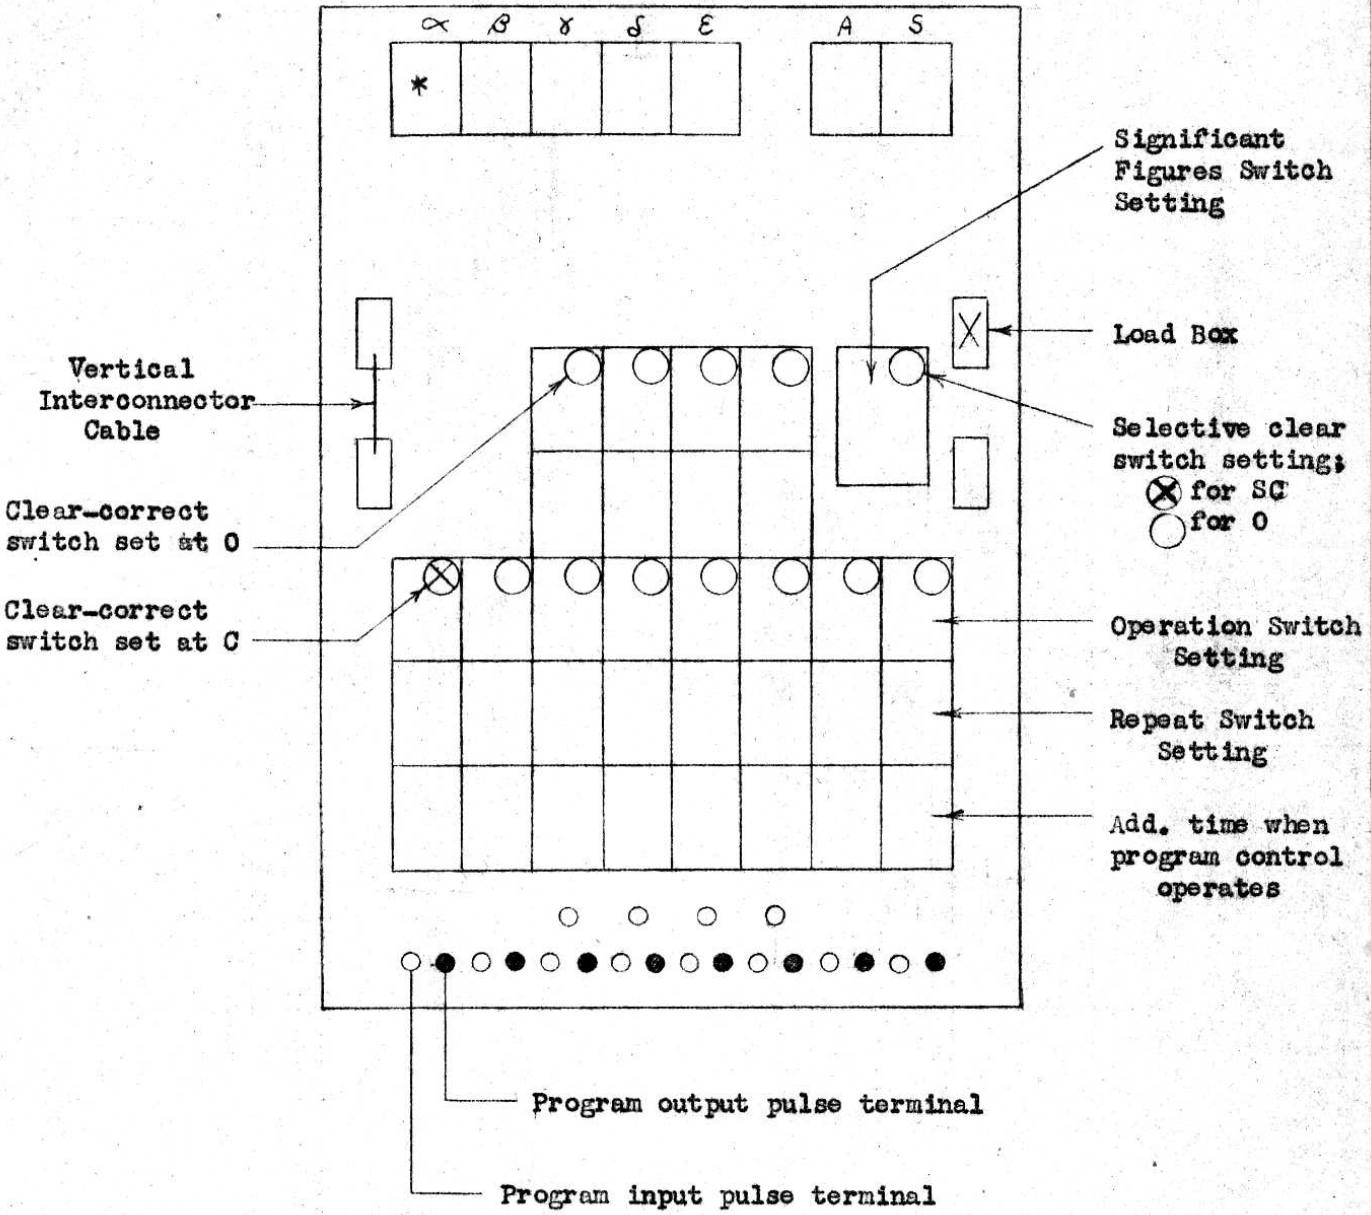 α β γ δ ε A S
*
Significant
Figures Switch
Setting
Load Box
Vertical
Interconnector
Cable
Selective clear
switch setting;
⊗ for SC
○ for O
Clear-correct
switch set at O
Clear-correct
switch set at C
Operation Switch
Setting
Repeat Switch
Setting
Add. time when
program control
operates
Program output pulse terminal
Program input pulse terminal